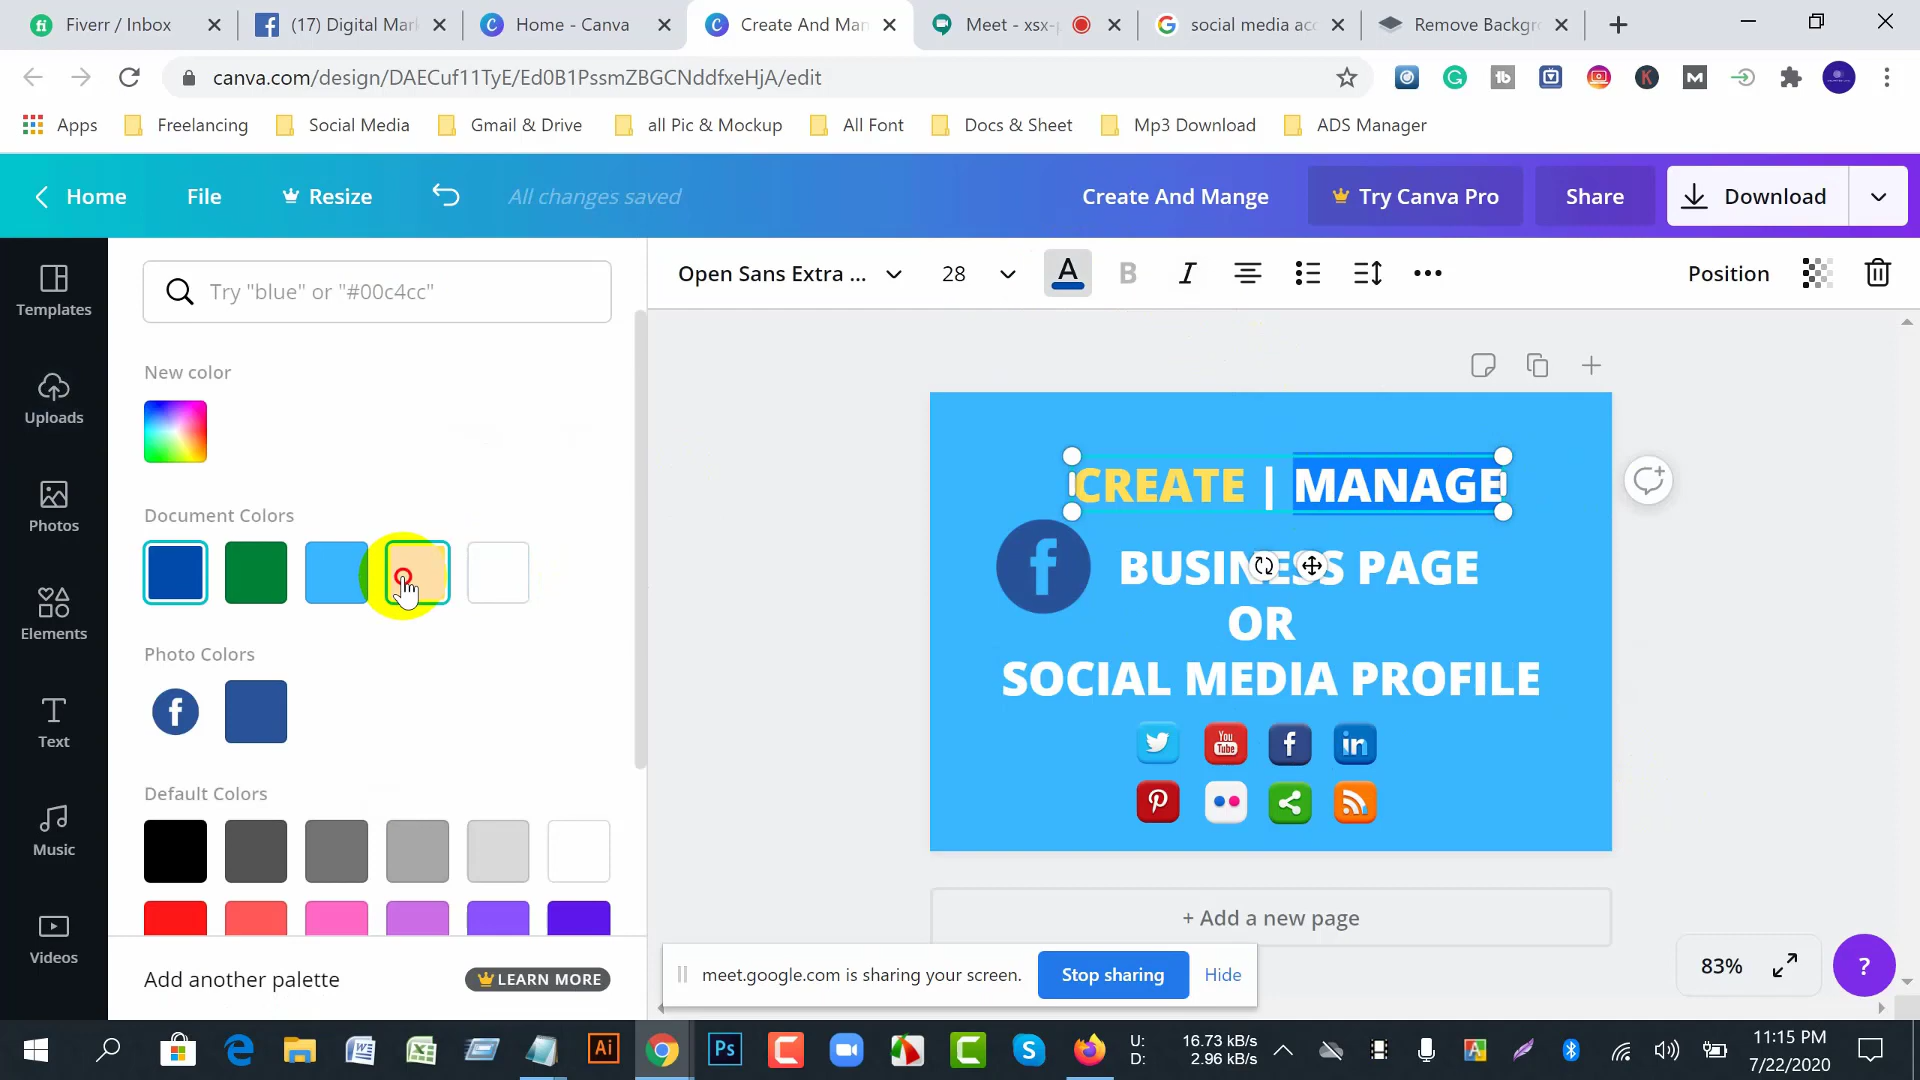 Fiverr / Inbox
(17) Digital Mar
Home - Canva
Create And Man
Meet - xsx-
social media acc
Remove Backgr
canva.com/design/DAECuf11TyE/Ed0B1PssmZBGCNddfxeHjA/edit
Apps
Freelancing
Social Media
Gmail & Drive
all Pic & Mockup
All Font
Docs & Sheet
Mp3 Download
ADS Manager
Home
File
Resize
All changes saved
Create And Mange
Try Canva Pro
Share
Download
Templates
Uploads
Photos
Elements
Text
Music
Videos
Try "blue" or "#00c4cc"
New color
Document Colors
Photo Colors
Default Colors
Add another palette
LEARN MORE
Open Sans Extra ...
28
A
B
I
Position
CREATE | MANAGE
BUSINESS PAGE
OR
SOCIAL MEDIA PROFILE
You
Tube
f
in
+ Add a new page
meet.google.com is sharing your screen.
Stop sharing
Hide
83%
?
U:
D:
16.73 kB/s
2.96 kB/s
11:15 PM
7/22/2020